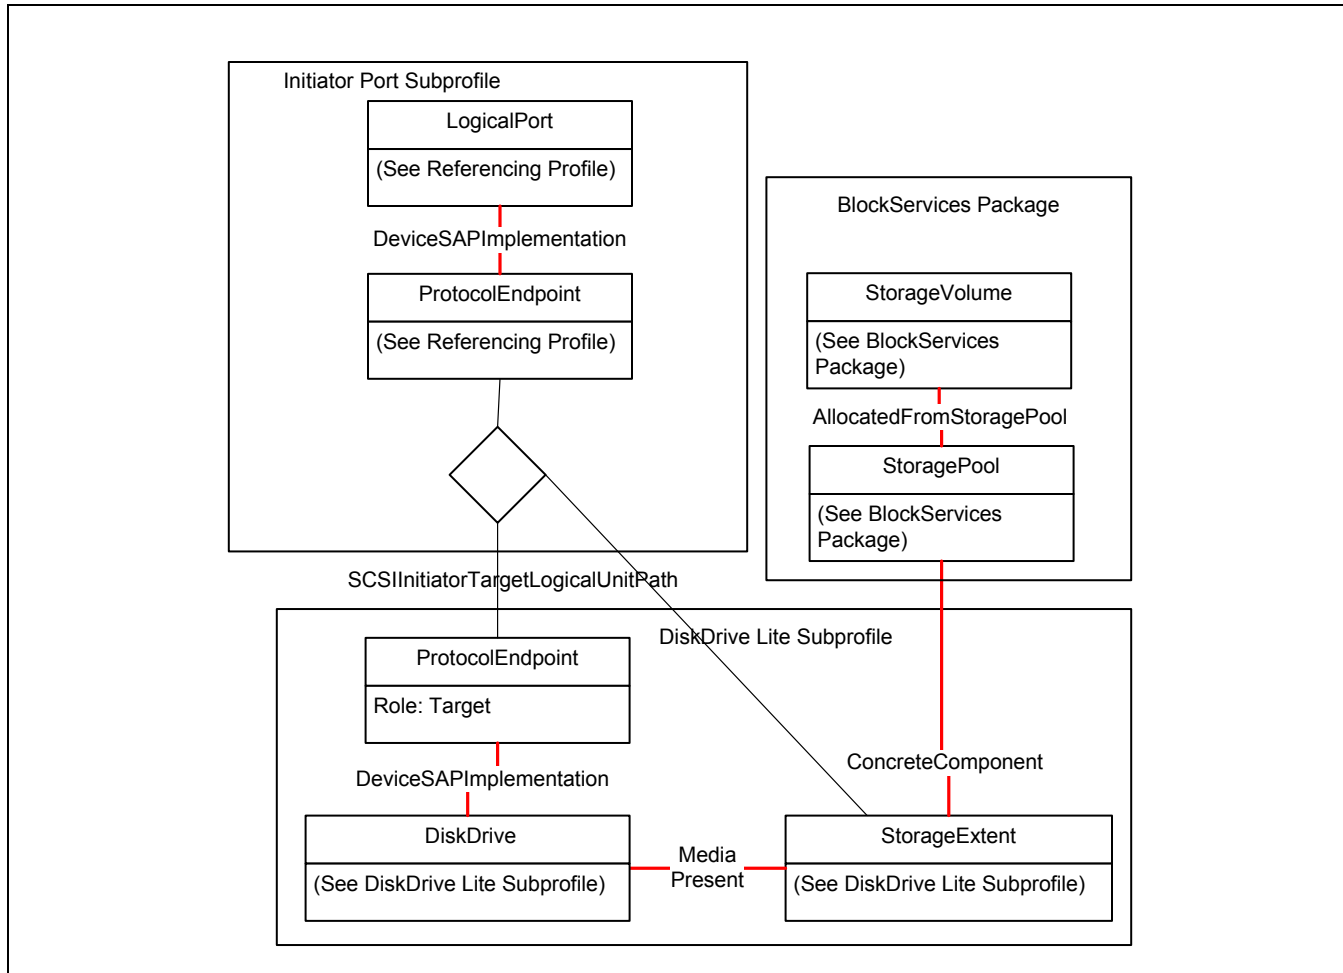 Initiator Port Subprofile
LogicalPort
(See Referencing Profile)
DeviceSAPImplementation
ProtocolEndpoint
(See Referencing Profile)
BlockServices Package
StorageVolume
(See BlockServices
Package)
AllocatedFromStoragePool
StoragePool
(See BlockServices
Package)
SCSIInitiatorTargetLogicalUnitPath
DiskDrive Lite Subprofile
ProtocolEndpoint
Role: Target
DeviceSAPImplementation
ConcreteComponent
DiskDrive
(See DiskDrive Lite Subprofile)
Media
Present
StorageExtent
(See DiskDrive Lite Subprofile)